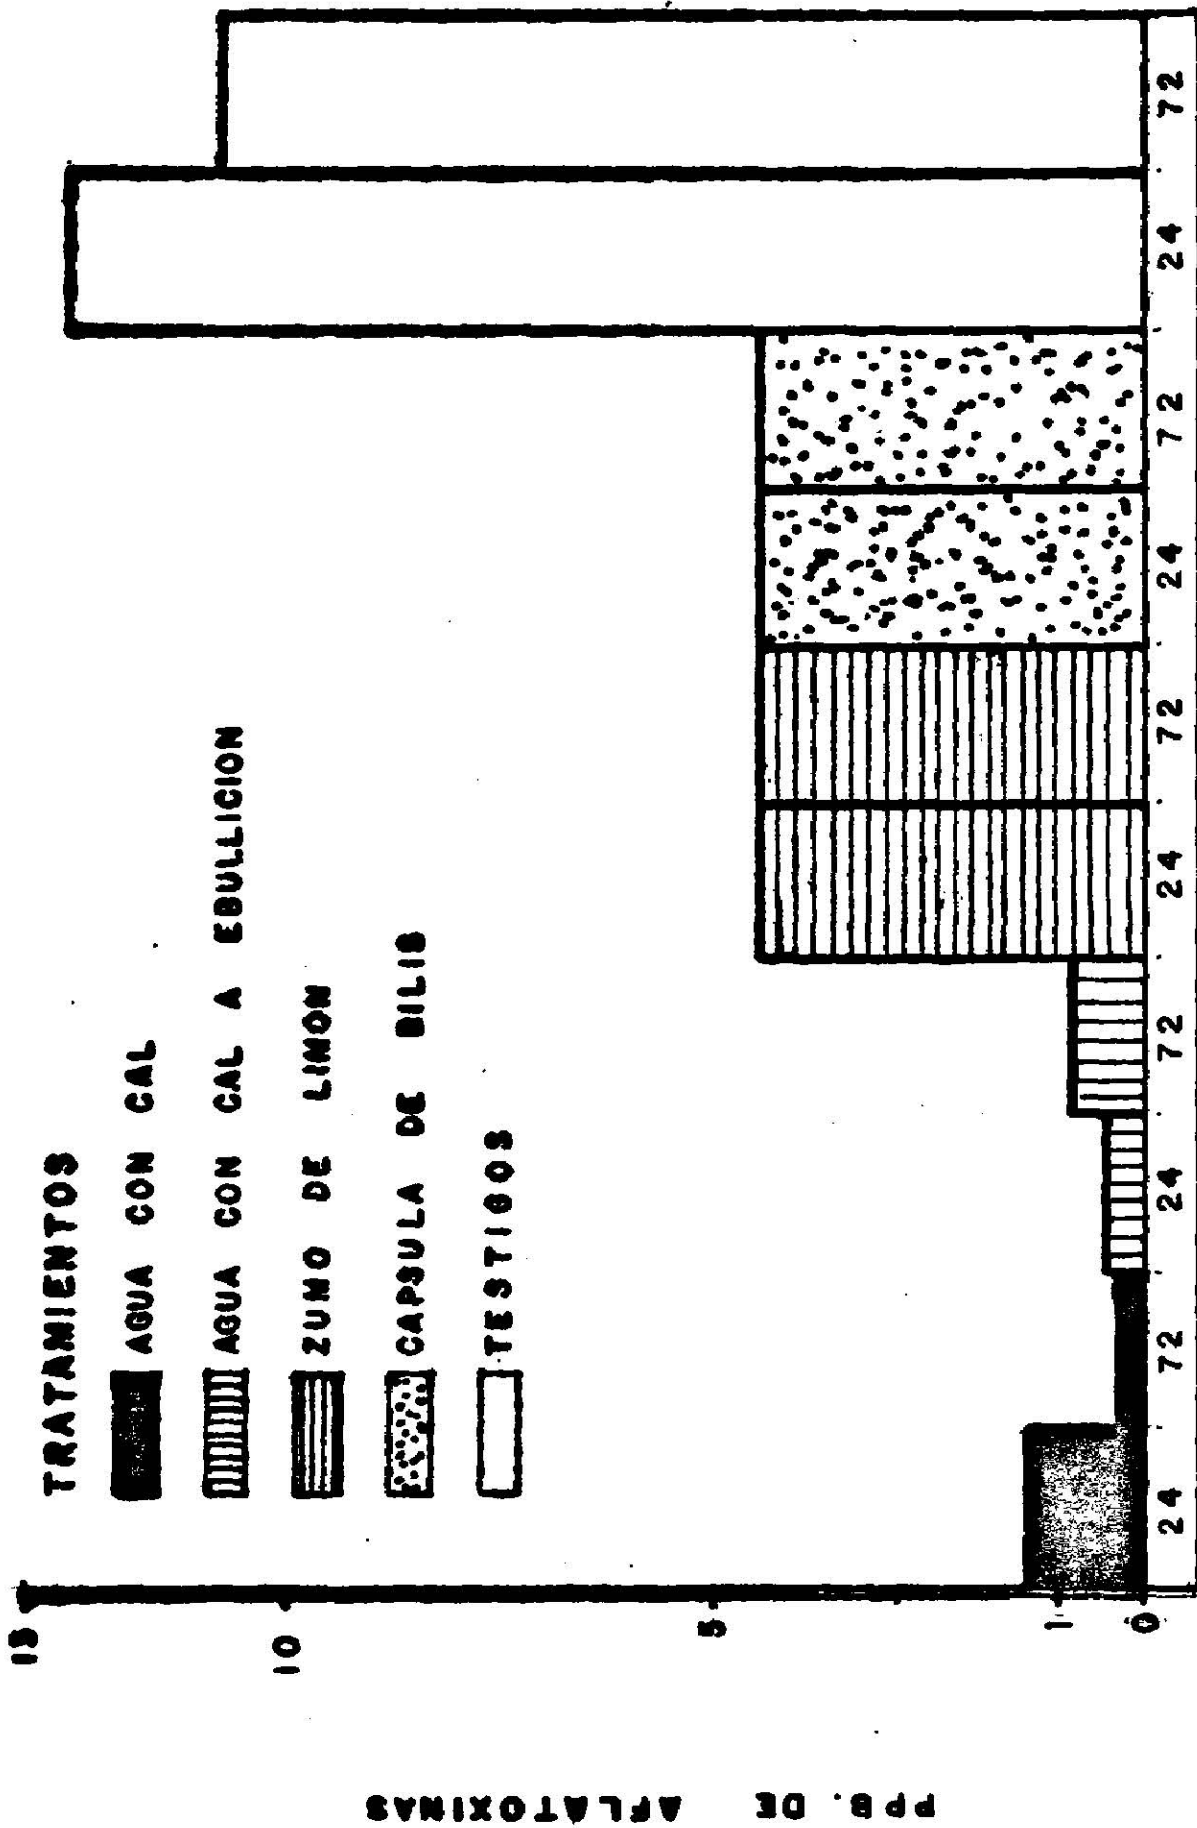 TRATAMIENTOS
AGUA CON CAL
AGUA CON CAL A EBULLICION
ZUMO DE LIMON
CAPSULA DE BILIS
TESTIGOS
PPB. DE AFLATOXINAS
13
10
5
1
0
24 72 24 72 24 72 24 72 24 72